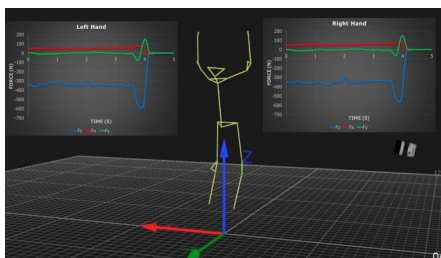 Left Hand
200
100
0
-100
-200
-300
-400
-500
-600
-700
0 1 2 3 4 5
FORCE (N)
TIME (S)
Fz Fx Fy
Right Hand
200
100
0
-100
-200
-300
-400
-500
-600
-700
0 1 2 3 4 5
FORCE (N)
TIME (S)
Fz Fx Fy
Z